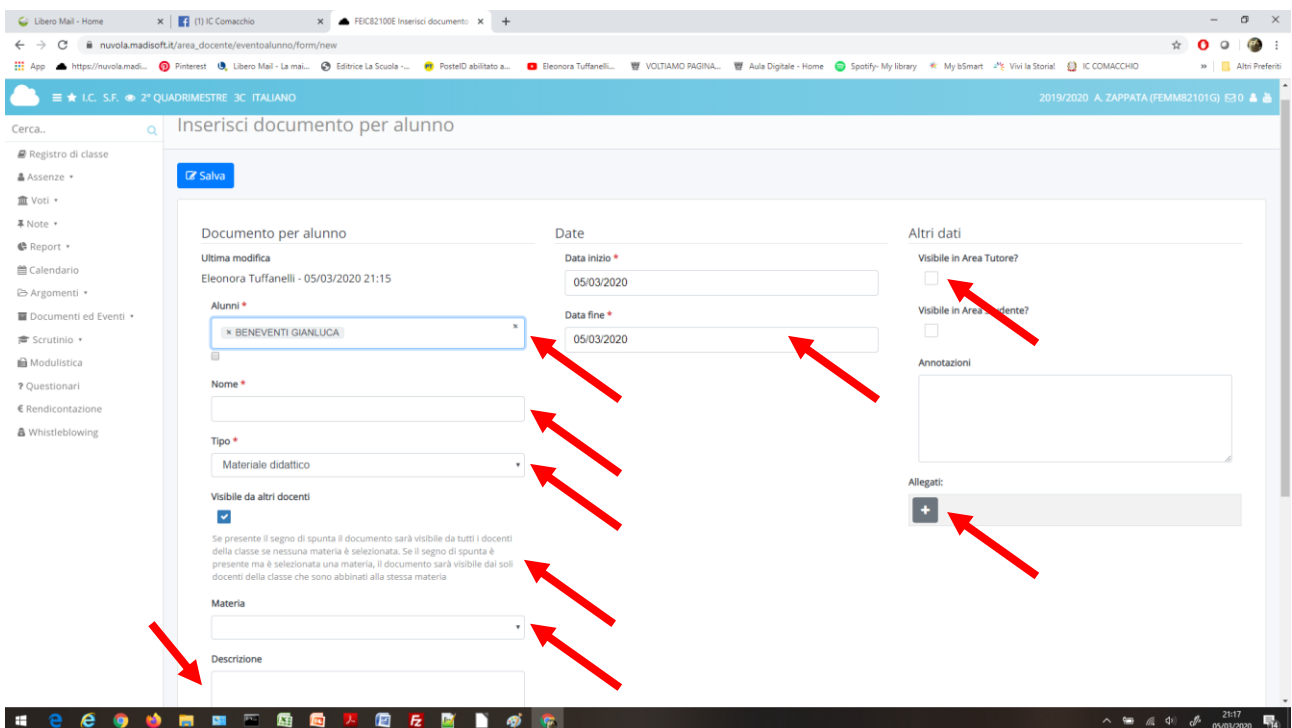 Libero Mail - Home
(1) IC Comacchio
FEIC82100E Inserisci documento
nuvola.madisoft.it/area_docente/eventoalunno/form/new
App https://nuvola.madi... Pinterest Libero Mail - La mai... Editrice La Scuola -... PosteID abilitato a... Eleonora Tuffanelli... VOLTIAMO PAGINA... Aula Digitale - Home Spotify- My library My bSmart Vivi la Storia! IC COMACCHIO » Altri Preferiti
I.C. S.F. 2° QUADRIMESTRE 3C ITALIANO 2019/2020 A. ZAPPATA (FEMM82101G) 0
Cerca..
Registro di classe
Assenze
Voti
Note
Report
Calendario
Argomenti
Documenti ed Eventi
Scrutinio
Modulistica
? Questionari
€ Rendicontazione
Whistleblowing
Inserisci documento per alunno
Salva
Documento per alunno
Ultima modifica
Eleonora Tuffanelli - 05/03/2020 21:15
Alunni *
× BENEVENTI GIANLUCA ×
Nome *
Tipo *
Materiale didattico
Visibile da altri docenti
Se presente il segno di spunta il documento sarà visibile da tutti i docenti
della classe se nessuna materia è selezionata. Se il segno di spunta è
presente ma è selezionata una materia, il documento sarà visibile dai soli
docenti della classe che sono abbinati alla stessa materia
Materia
Descrizione
Date
Data inizio *
05/03/2020
Data fine *
05/03/2020
Altri dati
Visibile in Area Tutore?
Visibile in Area Studente?
Annotazioni
Allegati:
+
21:17
05/03/2020